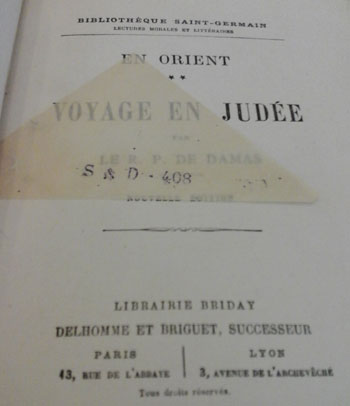 BIBLIOTHÈQUE SAINT-GERMAIN
LECTURES MORALES ET LITTÉRAIRES
EN ORIENT
**
VOYAGE EN JUDÉE
PAR
LE R. P. DE DAMAS
S & D - 408
NOUVELLE ÉDITION
LIBRAIRIE BRIDAY
DELHOMME ET BRIGUET, SUCCESSEUR
PARIS
13, RUE DE L'ABBAYE
LYON
3, AVENUE DE L'ARCHEVÊCHÉ
Tous droits réservés.